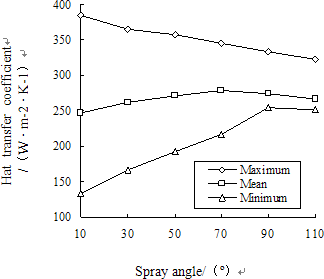 Hat transfer coefficient↵
/（W · m-2 · K-1)↵
400
350
300
250
200
150
100
10 30 50 70 90 110
Maximum
Mean
Minimum
Spray angle/（°）↵